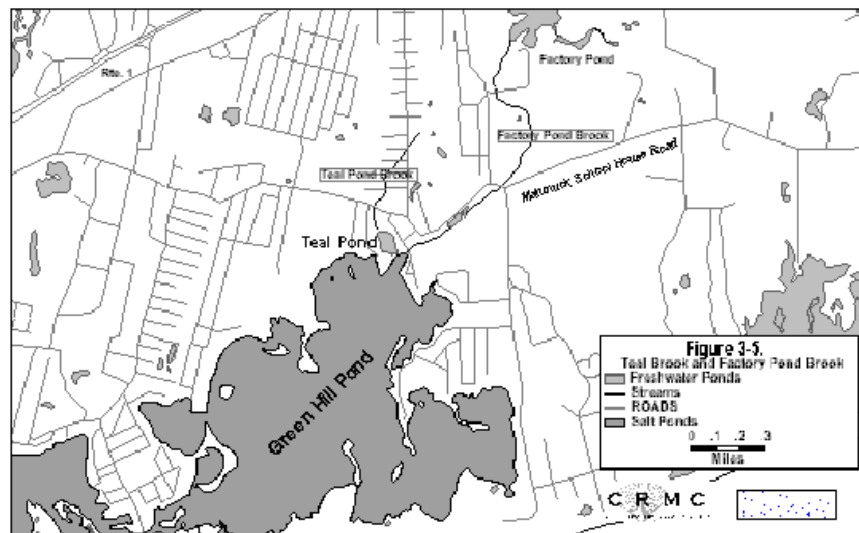 Rte. 1
Factory Pond
Factory Pond Brook
Teal Pond Brook
Matunuck School House Road
Teal Pond
Green Hill Pond
Figure 3-5.
Teal Brook and Factory Pond Brook
Freshwater Ponds
Streams
ROADS
Salt Ponds
0 .1 .2 .3
Miles
C R M C